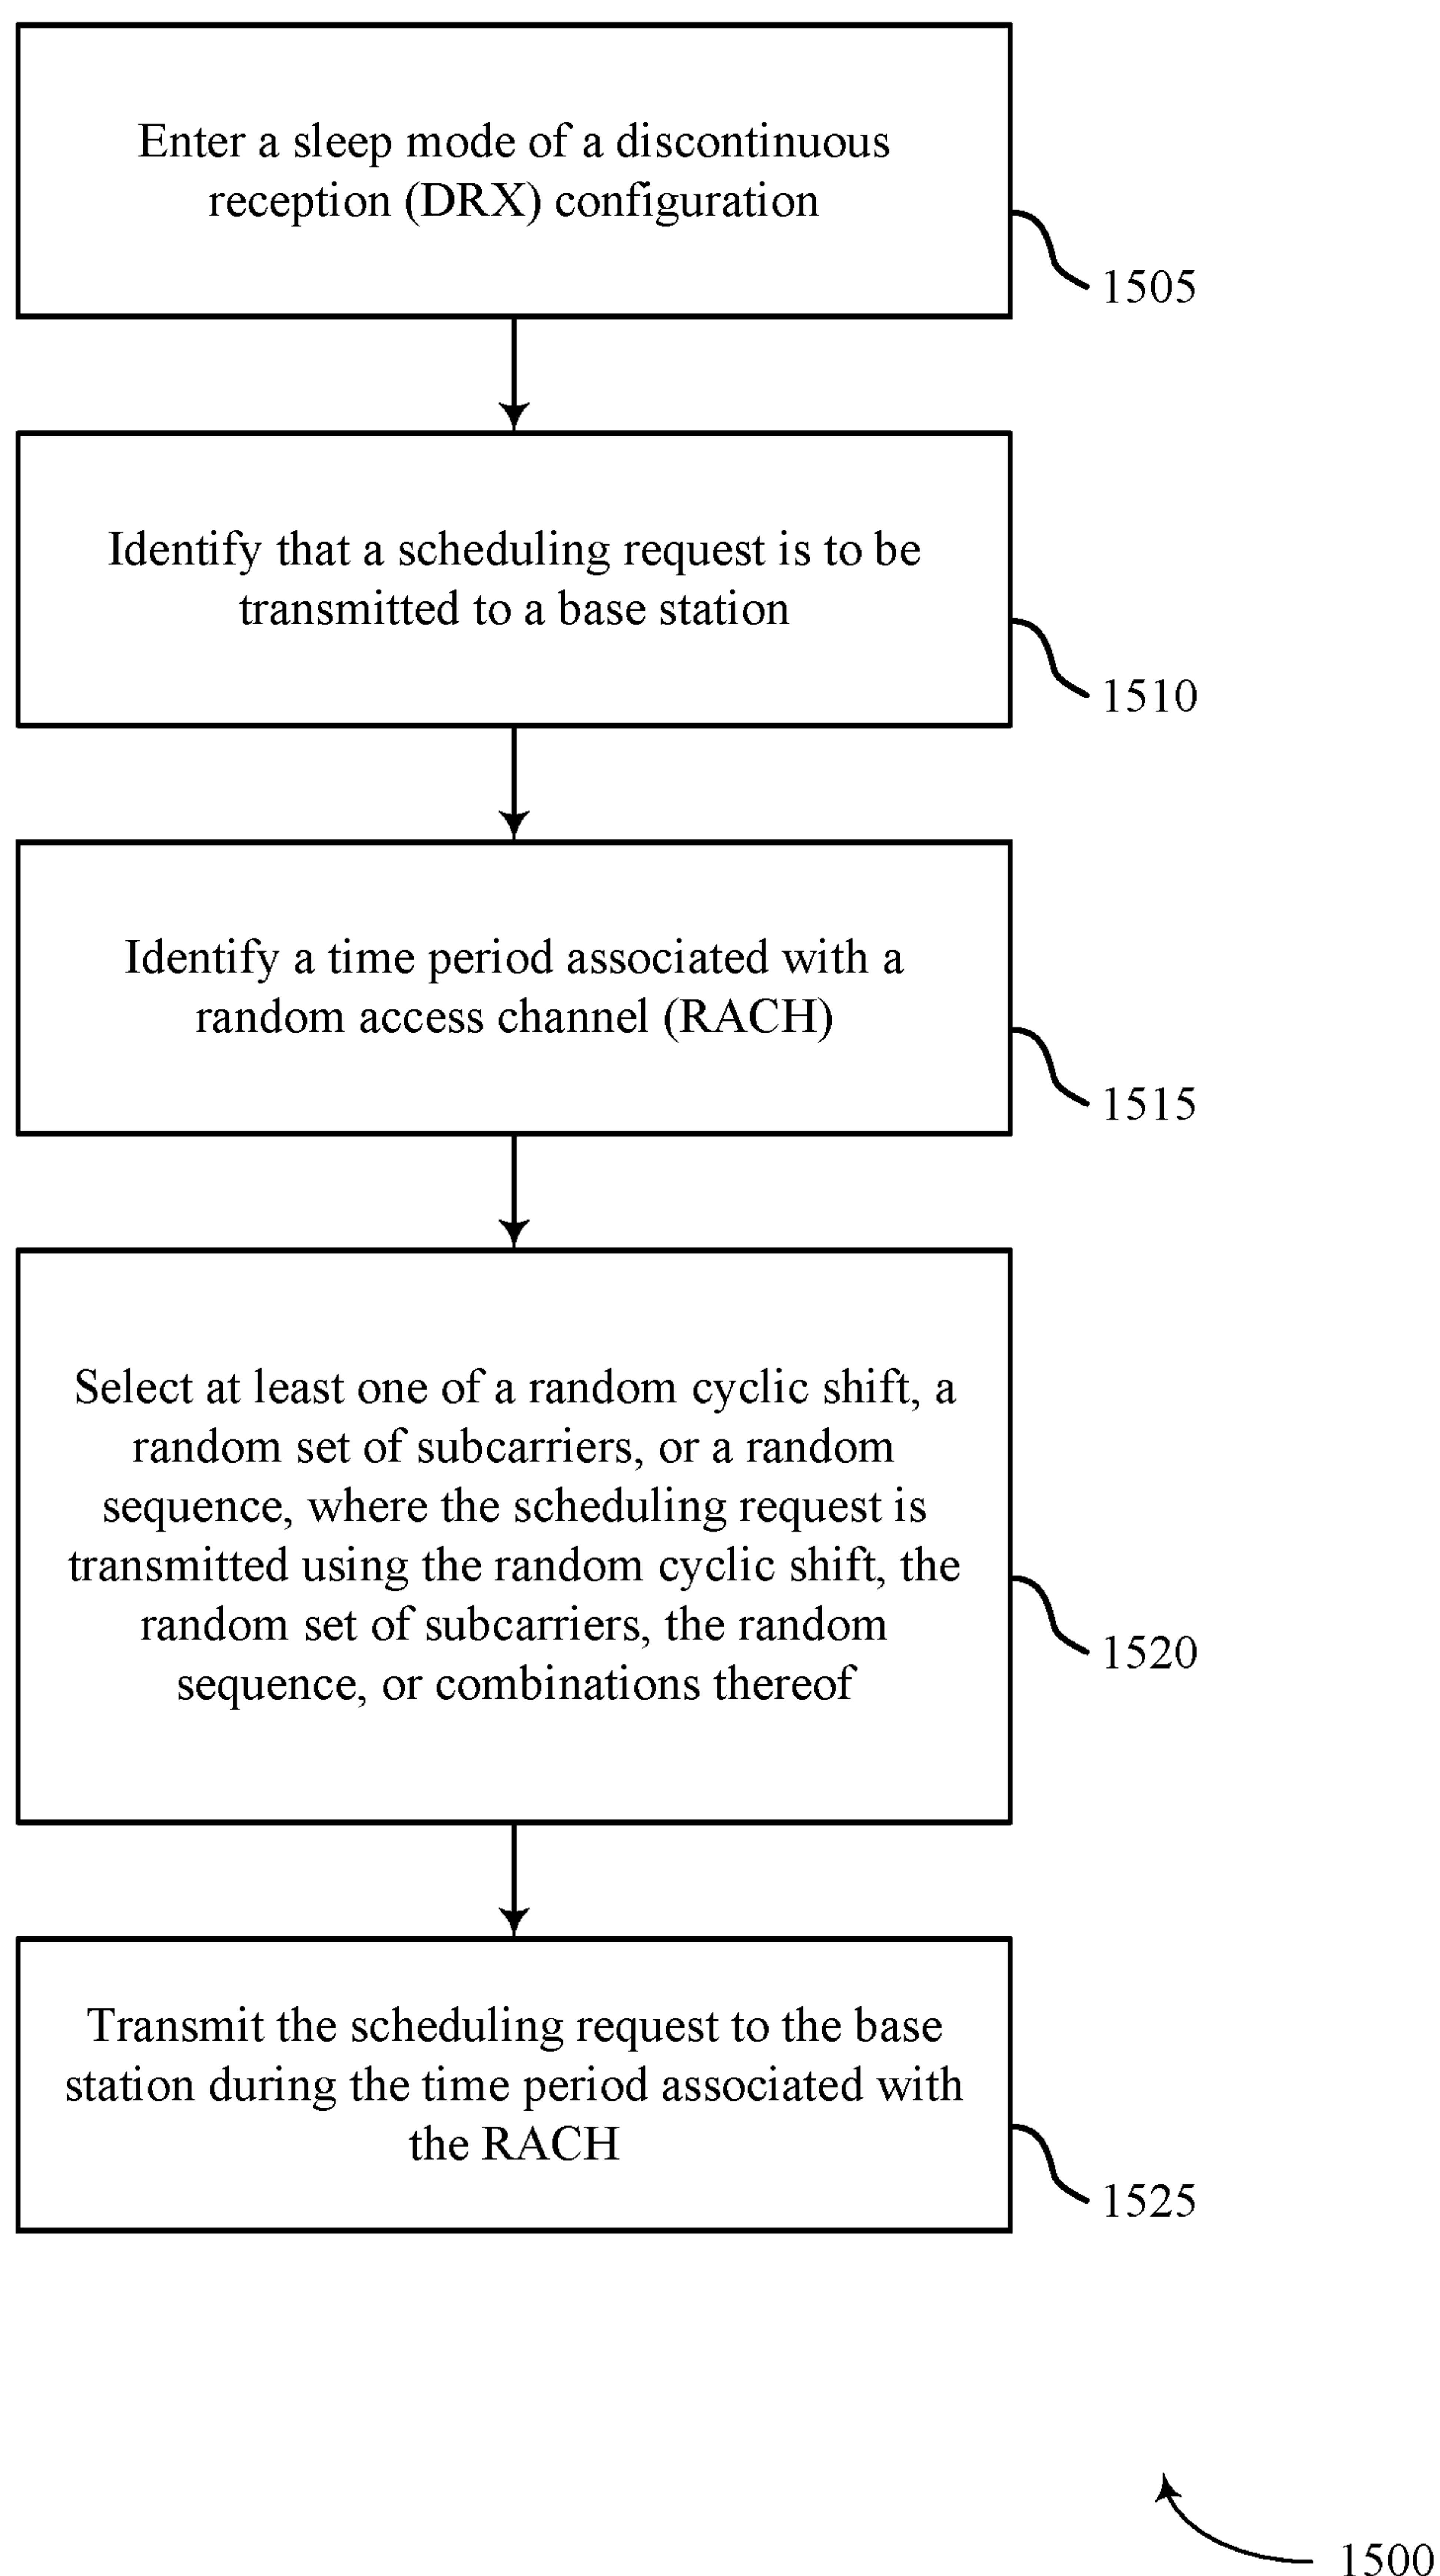 Enter a sleep mode of a discontinuous
reception (DRX) configuration
1505
Identify that a scheduling request is to be
transmitted to a base station
1510
Identify a time period associated with a
random access channel (RACH)
1515
Select at least one of a random cyclic shift, a
random set of subcarriers, or a random
sequence, where the scheduling request is
transmitted using the random cyclic shift, the
random set of subcarriers, the random
sequence, or combinations thereof
1520
Transmit the scheduling request to the base
station during the time period associated with
the RACH
1525
1500